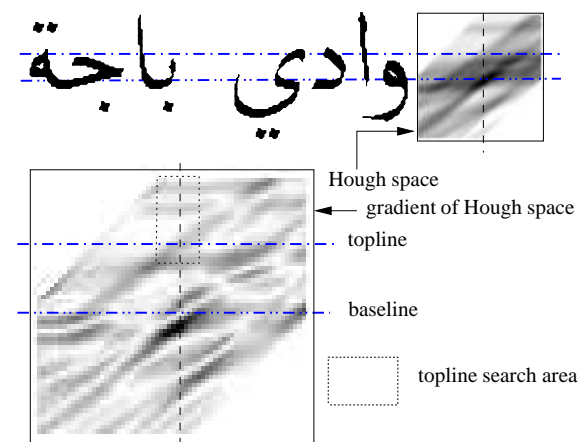 وادي باجة
Hough space
gradient of Hough space
topline
baseline
topline search area